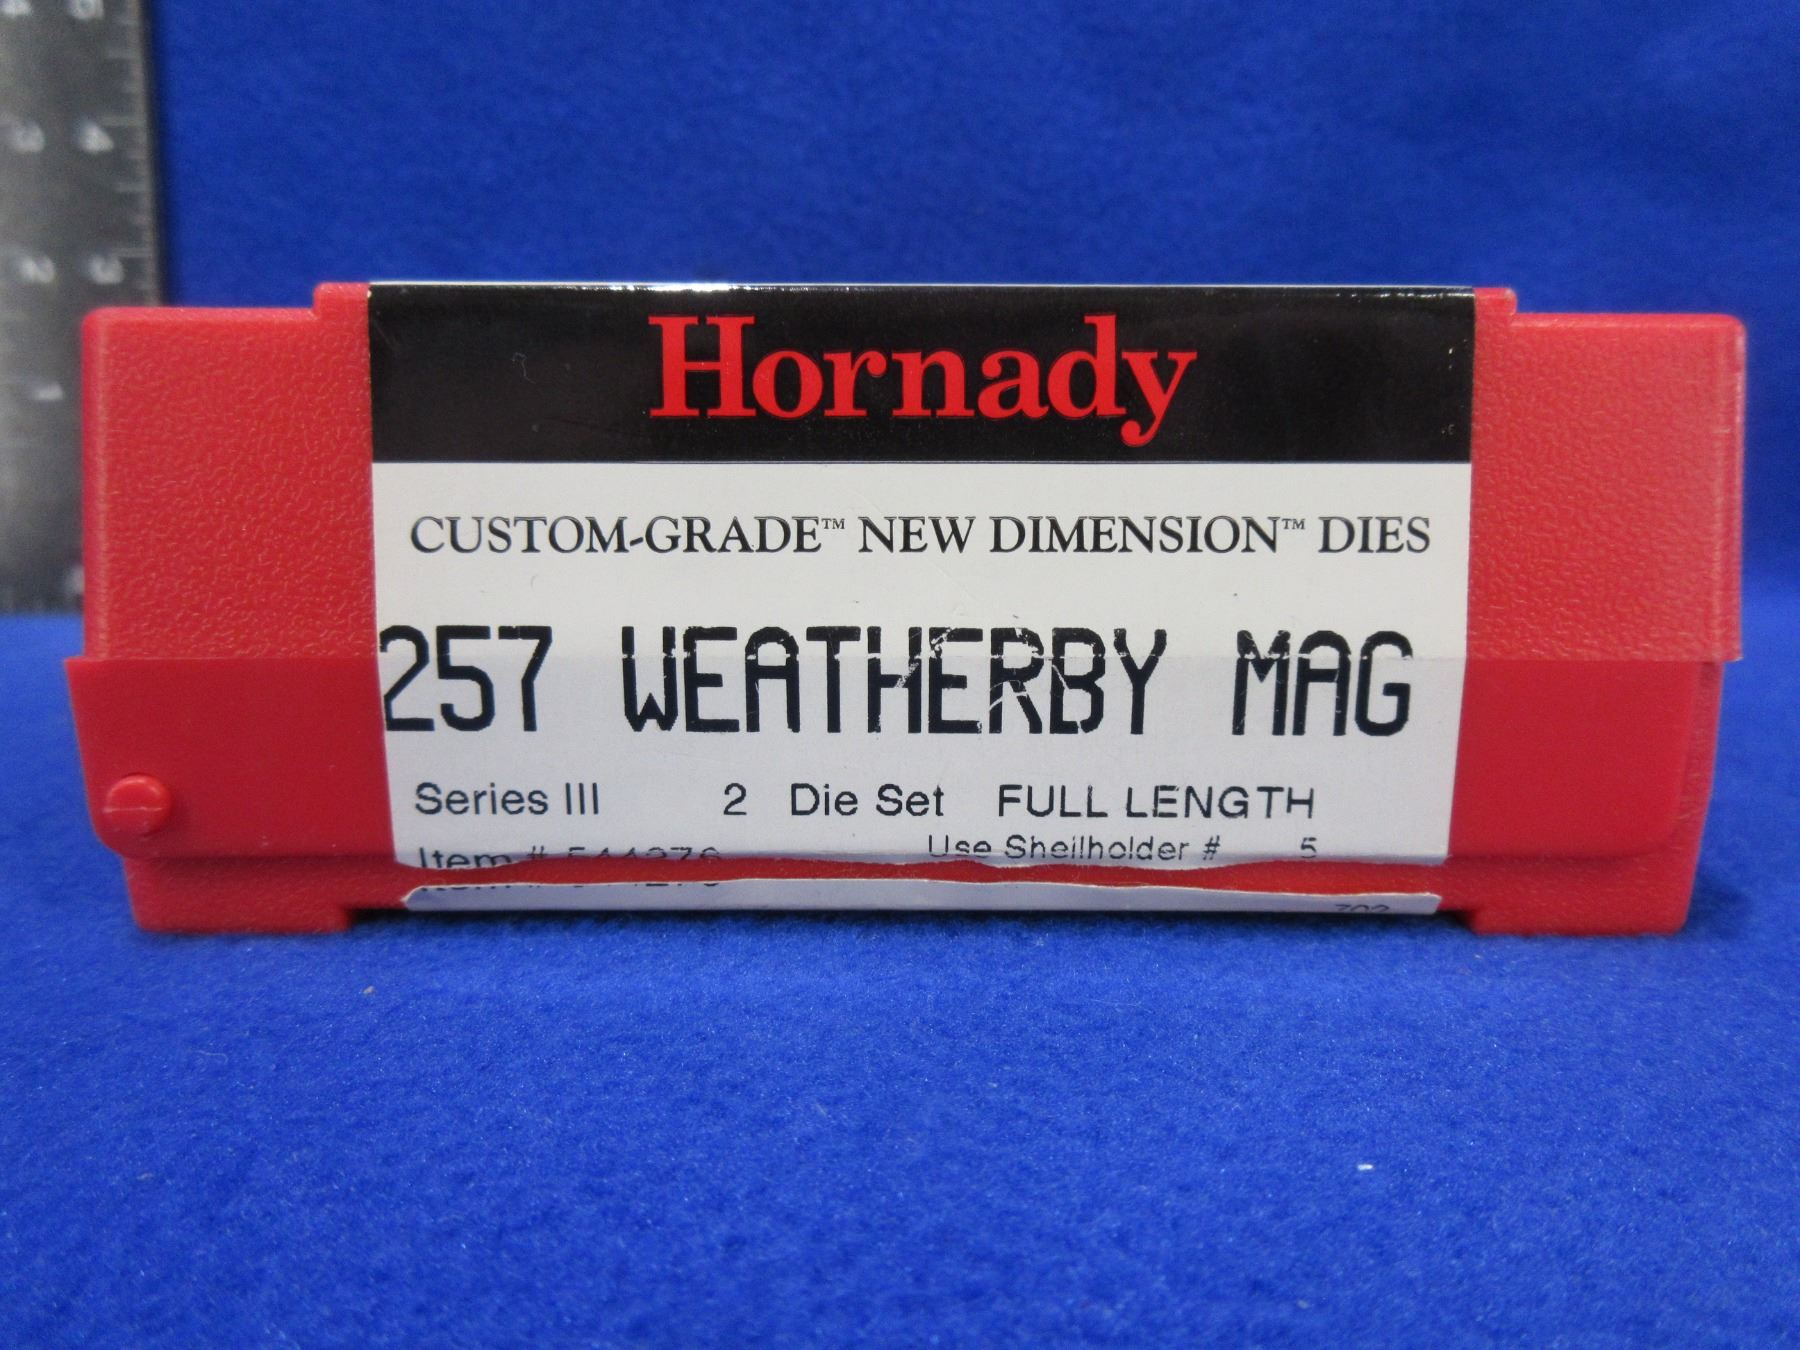 Hornady
CUSTOM-GRADE™ NEW DIMENSION™ DIES
257 WEATHERBY MAG
Series III 2 Die Set FULL LENGTH
Item # Use Shellholder # 5